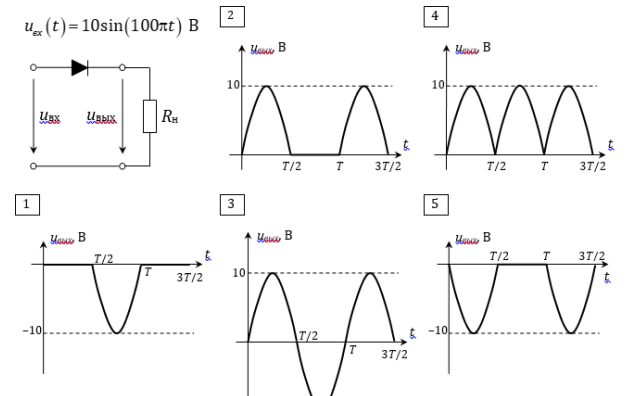 u_вх(t) = 10sin(100πt) В
u_вх
u_вых
R_н
2
u_вых, В
10
T/2
T
3T/2
t
4
u_вых, В
10
T/2
T
3T/2
t
1
u_вых, В
T/2
T
3T/2
t
−10
3
u_вых, В
10
T/2
T
3T/2
t
5
u_вых, В
T/2
T
3T/2
t
−10